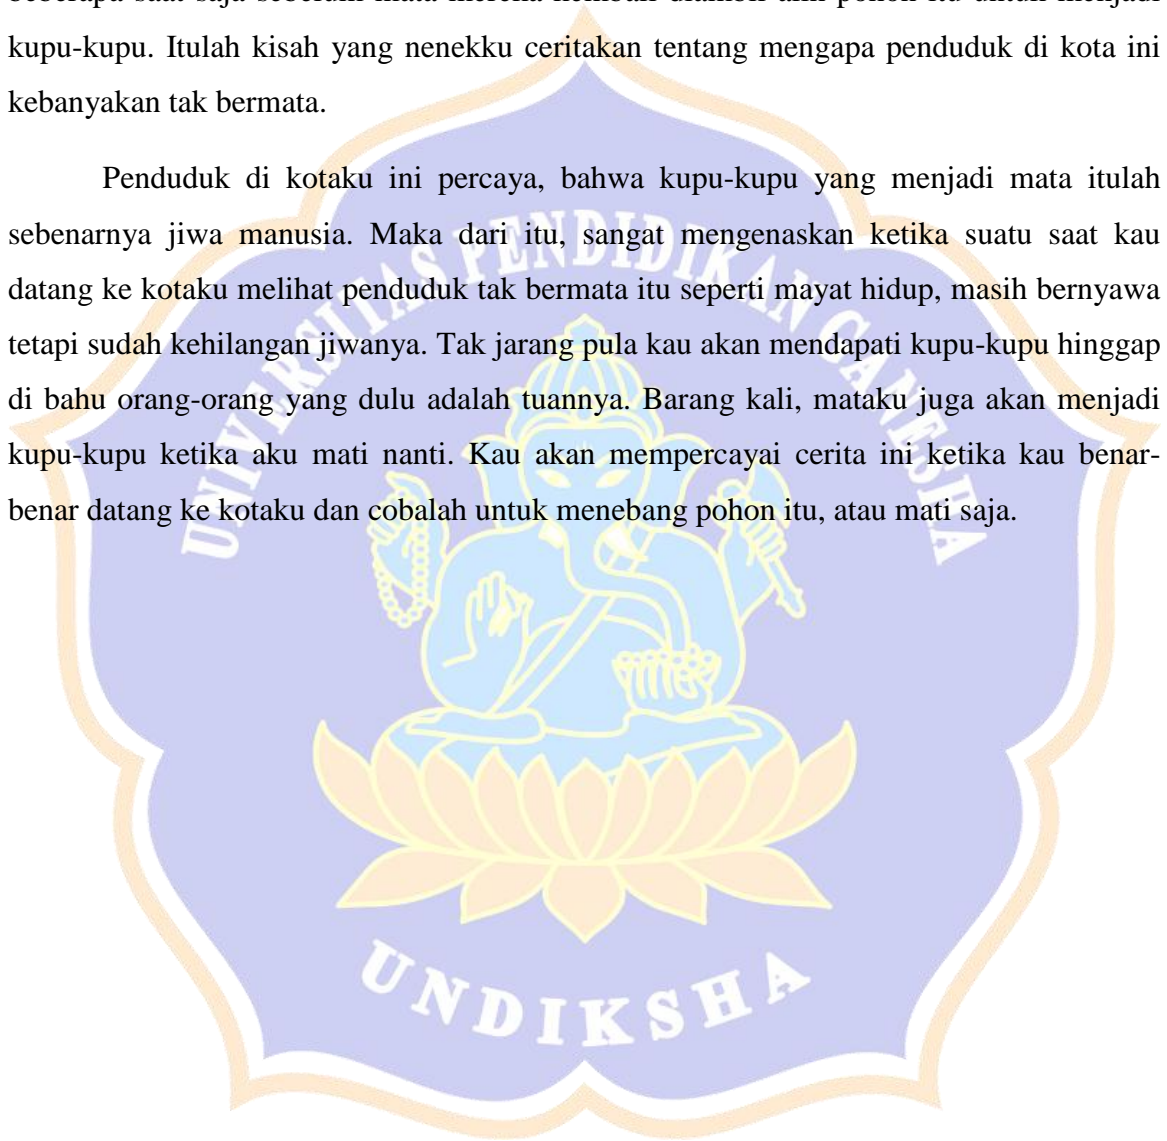 kupu-kupu. Itulah kisah yang nenekku ceritakan tentang mengapa penduduk di kota ini
kebanyakan tak bermata.
Penduduk di kotaku ini percaya, bahwa kupu-kupu yang menjadi mata itulah
sebenarnya jiwa manusia. Maka dari itu, sangat mengenaskan ketika suatu saat kau
datang ke kotaku melihat penduduk tak bermata itu seperti mayat hidup, masih bernyawa
tetapi sudah kehilangan jiwanya. Tak jarang pula kau akan mendapati kupu-kupu hinggap
di bahu orang-orang yang dulu adalah tuannya. Barang kali, mataku juga akan menjadi
kupu-kupu ketika aku mati nanti. Kau akan mempercayai cerita ini ketika kau benar-
benar datang ke kotaku dan cobalah untuk menebang pohon itu, atau mati saja.
UNIVERSITAS PENDIDIKAN GANESHA
UNDIKSHA